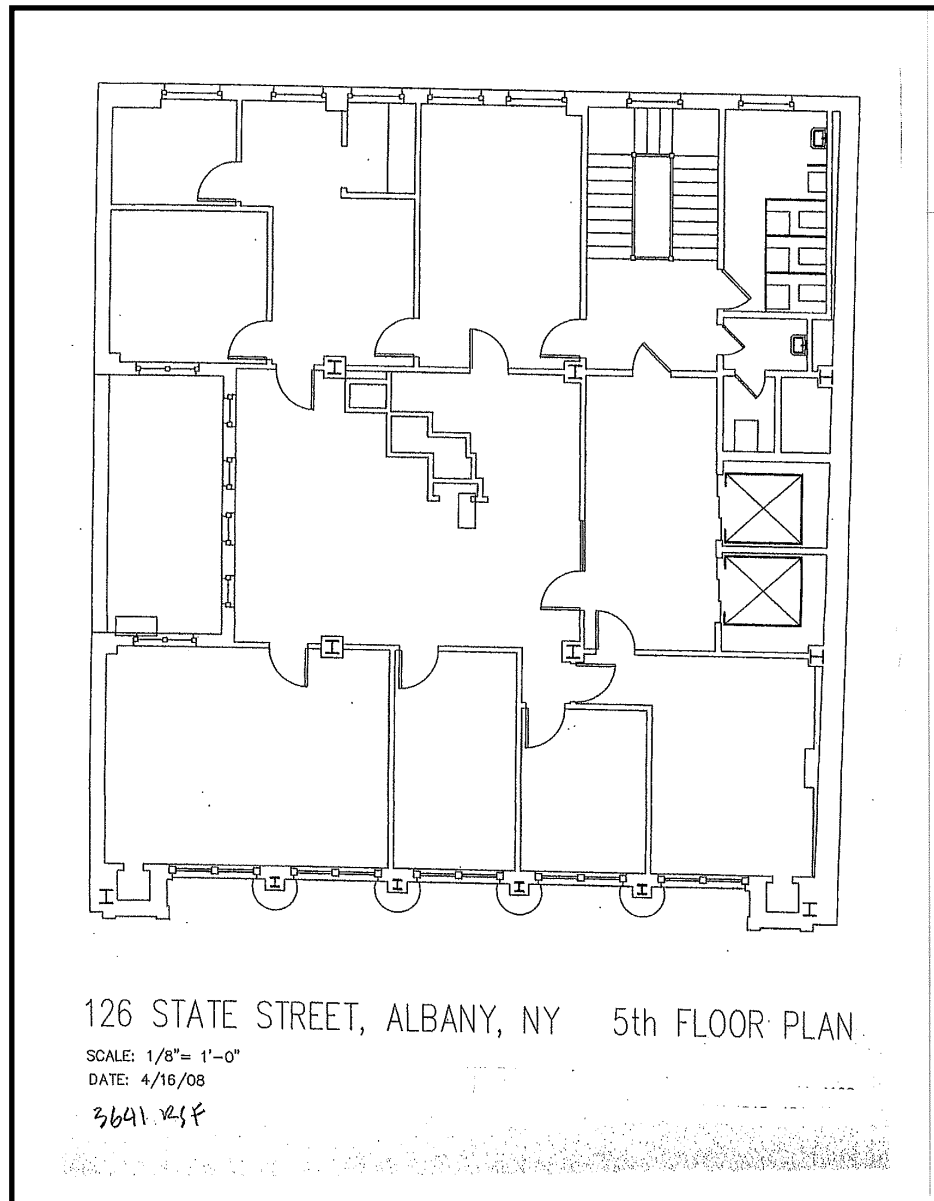 126 STATE STREET, ALBANY, NY 5th FLOOR PLAN
SCALE: 1/8"= 1'-0"
DATE: 4/16/08
3641 RSF